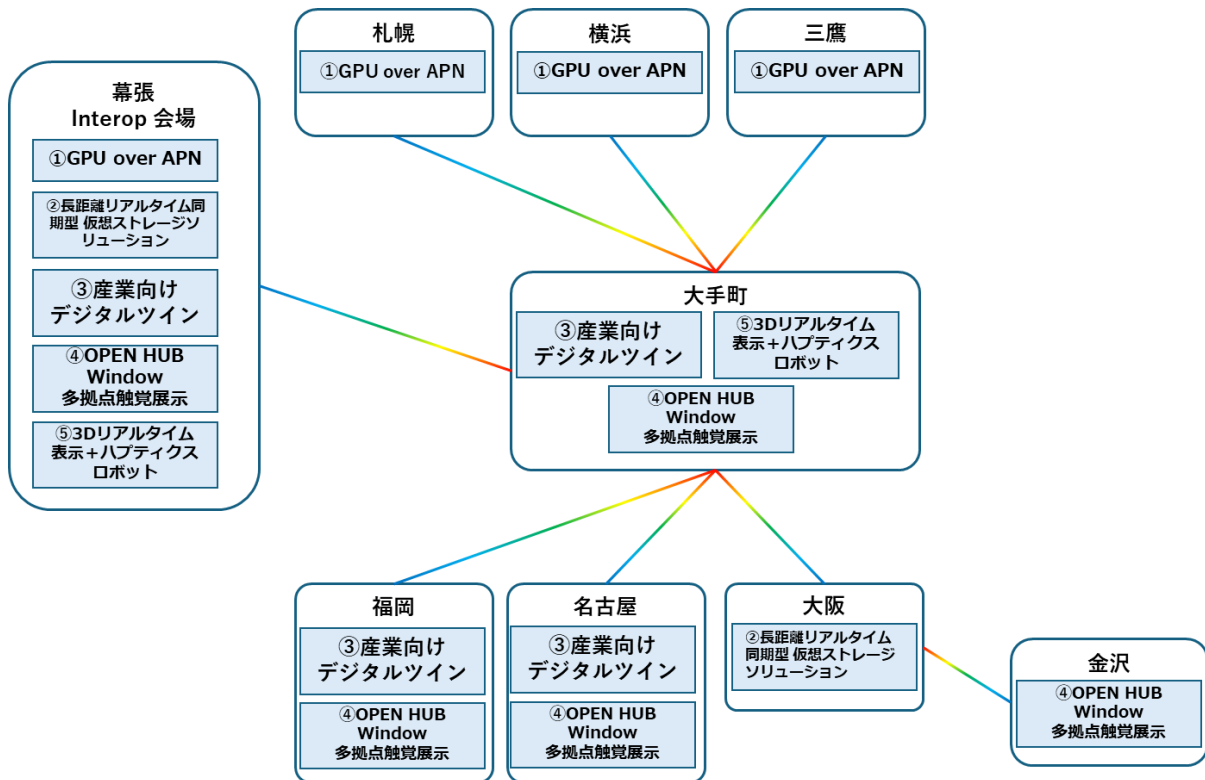 札幌
①GPU over APN
横浜
①GPU over APN
三鷹
①GPU over APN
幕張
Interop 会場
①GPU over APN
②長距離リアルタイム同
期型 仮想ストレージソ
リューション
③産業向け
デジタルツイン
④OPEN HUB
Window
多拠点触覚展示
⑤3Dリアルタイム
表示＋ハプティクス
ロボット
大手町
③産業向け
デジタルツイン
⑤3Dリアルタイム
表示＋ハプティクス
ロボット
④OPEN HUB
Window
多拠点触覚展示
福岡
③産業向け
デジタルツイン
④OPEN HUB
Window
多拠点触覚展示
名古屋
③産業向け
デジタルツイン
④OPEN HUB
Window
多拠点触覚展示
大阪
②長距離リアルタイム
同期型 仮想ストレージ
ソリューション
金沢
④OPEN HUB
Window
多拠点触覚展示